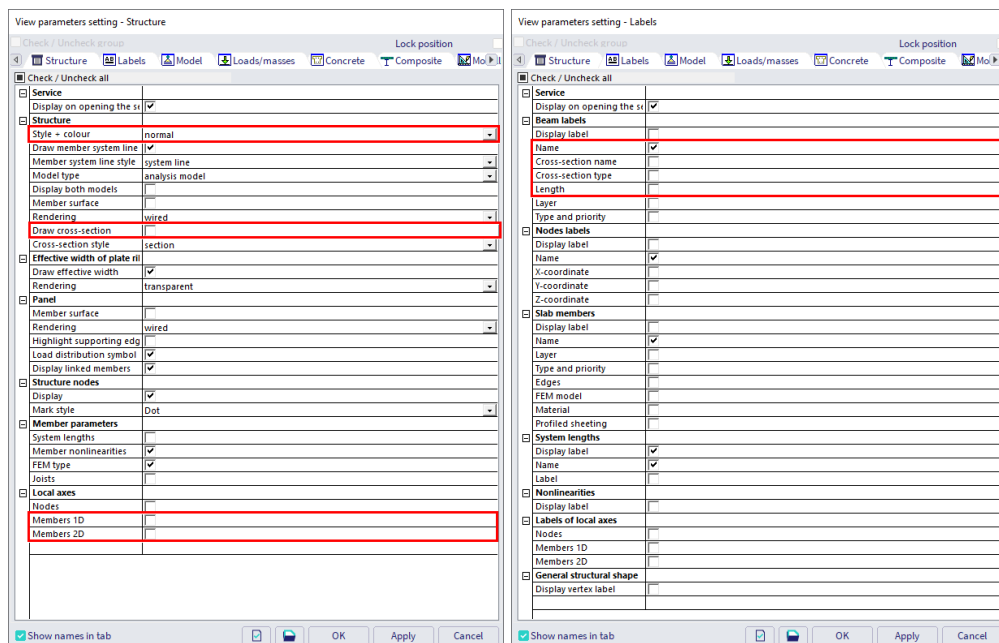 View parameters setting - Structure
Check / Uncheck group
Lock position
Structure
Labels
Model
Loads/masses
Concrete
Composite
Mo
Check / Uncheck all
Service
Display on opening the se
Structure
Style + colour normal
Draw member system line
Member system line style system line
Model type analysis model
Display both models
Member surface
Rendering wired
Draw cross-section
Cross-section style section
Effective width of plate ril
Draw effective width
Rendering transparent
Panel
Member surface
Rendering wired
Highlight supporting edg
Load distribution symbol
Display linked members
Structure nodes
Display
Mark style Dot
Member parameters
System lengths
Member nonlinearities
FEM type
Joists
Local axes
Nodes
Members 1D
Members 2D
Show names in tab
OK
Apply
Cancel
View parameters setting - Labels
Check / Uncheck group
Lock position
Structure
Labels
Model
Loads/masses
Concrete
Composite
Mo
Check / Uncheck all
Service
Display on opening the se
Beam labels
Display label
Name
Cross-section name
Cross-section type
Length
Layer
Type and priority
Nodes labels
Display label
Name
X-coordinate
Y-coordinate
Z-coordinate
Slab members
Display label
Name
Layer
Type and priority
Edges
FEM model
Material
Profiled sheeting
System lengths
Display label
Name
Label
Nonlinearities
Display label
Labels of local axes
Nodes
Members 1D
Members 2D
General structural shape
Display vertex label
Show names in tab
OK
Apply
Cancel